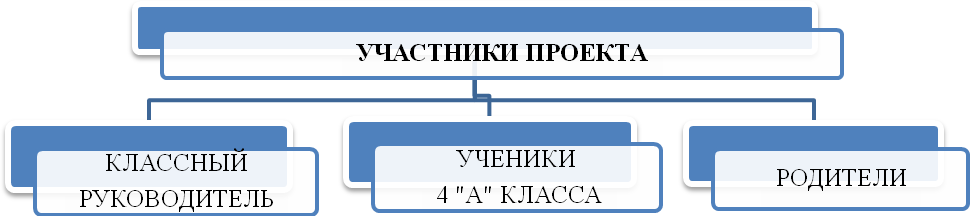 УЧАСТНИКИ ПРОЕКТА
КЛАССНЫЙ
РУКОВОДИТЕЛЬ
УЧЕНИКИ
4 "А" КЛАССА
РОДИТЕЛИ